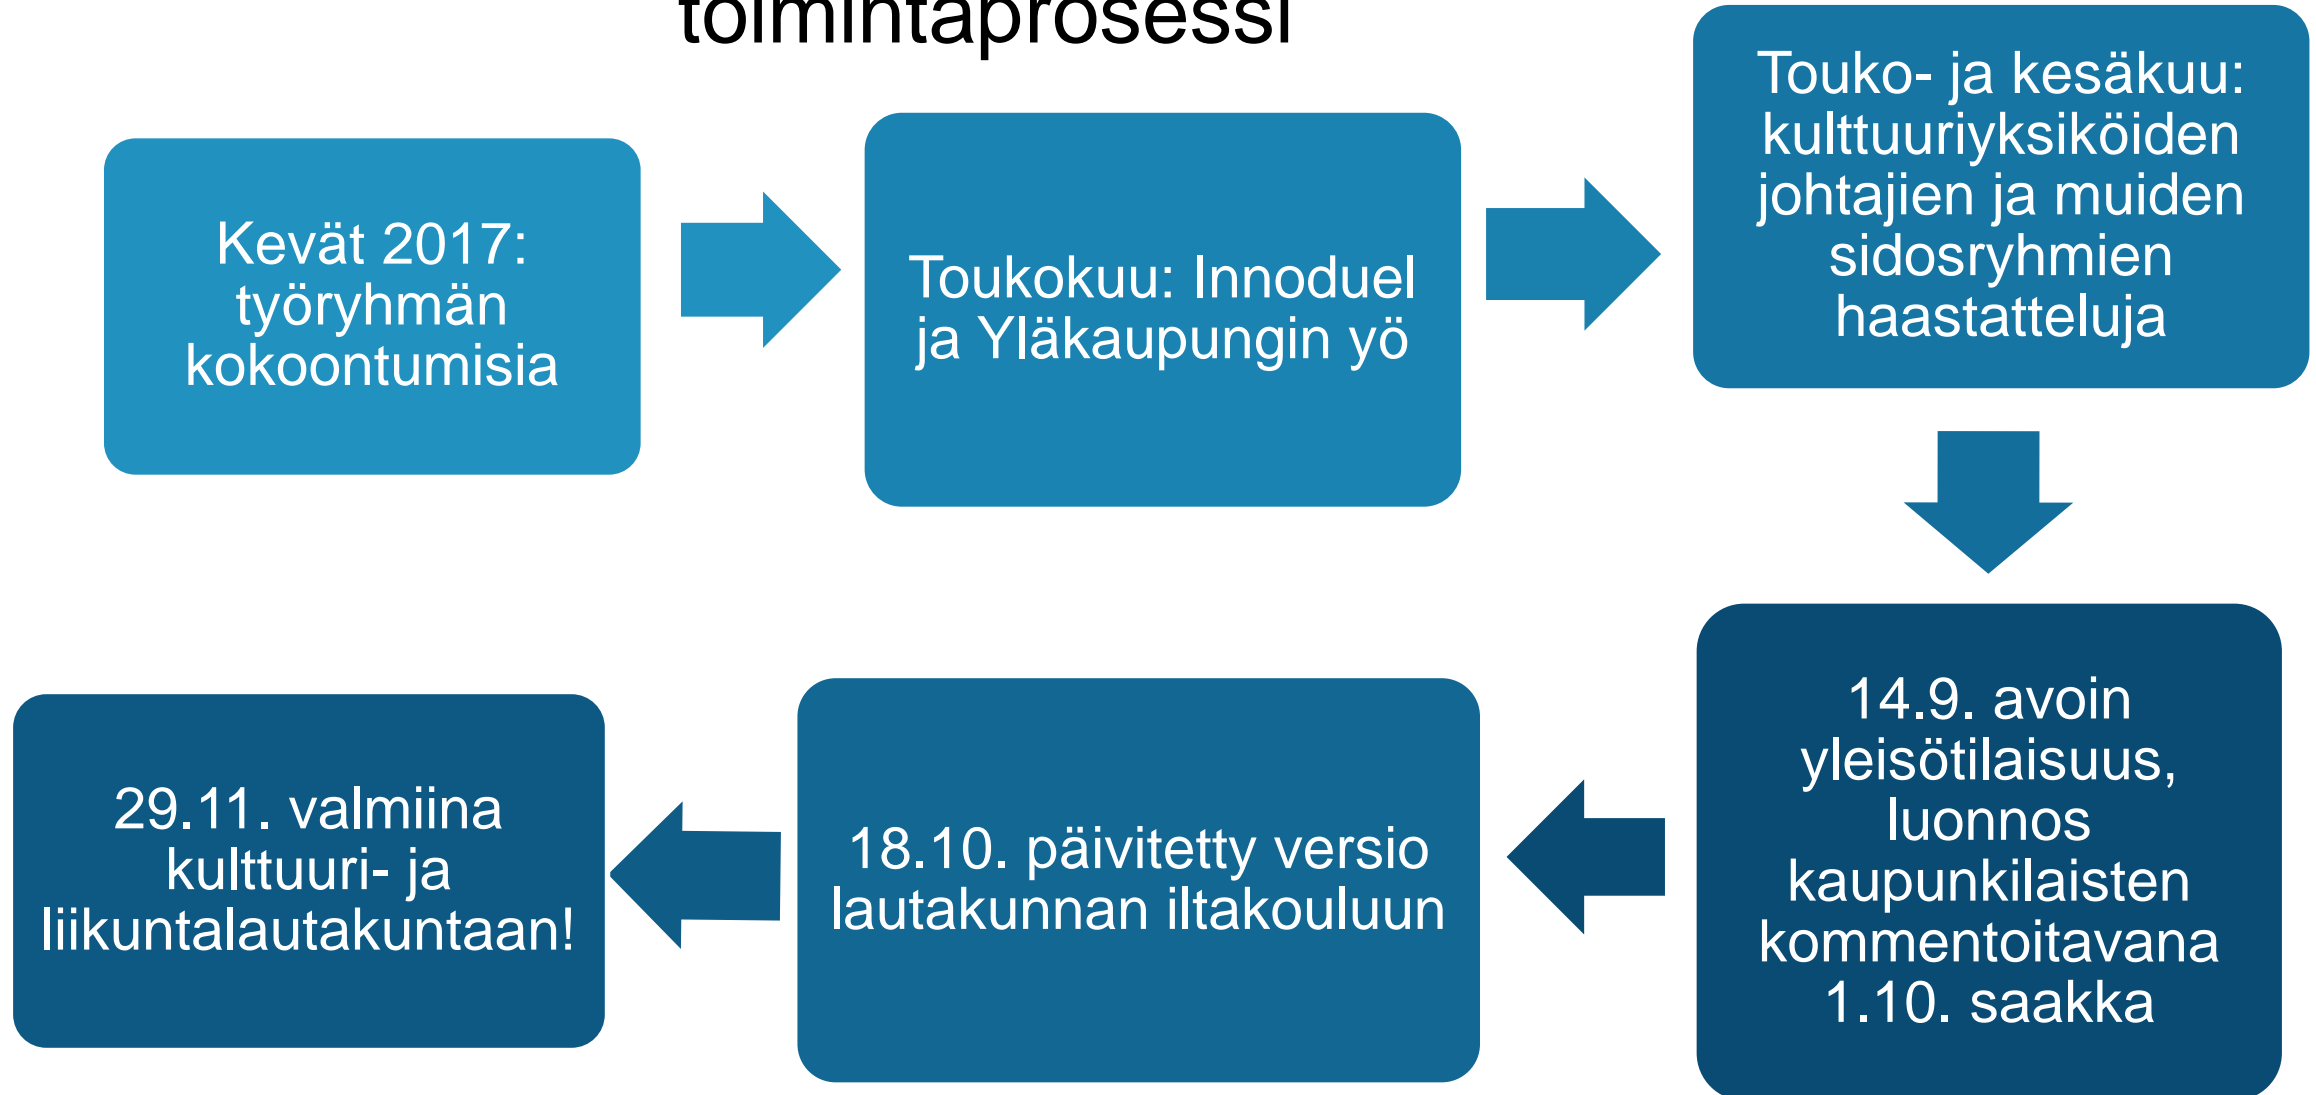 toimintaprosessi
Kevät 2017:
työryhmän
kokoontumisia
Toukokuu: Innoduel
ja Yläkaupungin yö
Touko- ja kesäkuu:
kulttuuriyksiköiden
johtajien ja muiden
sidosryhmien
haastatteluja
14.9. avoin
yleisötilaisuus,
luonnos
kaupunkilaisten
kommentoitavana
1.10. saakka
18.10. päivitetty versio
lautakunnan iltakouluun
29.11. valmiina
kulttuuri- ja
liikuntalautakuntaan!